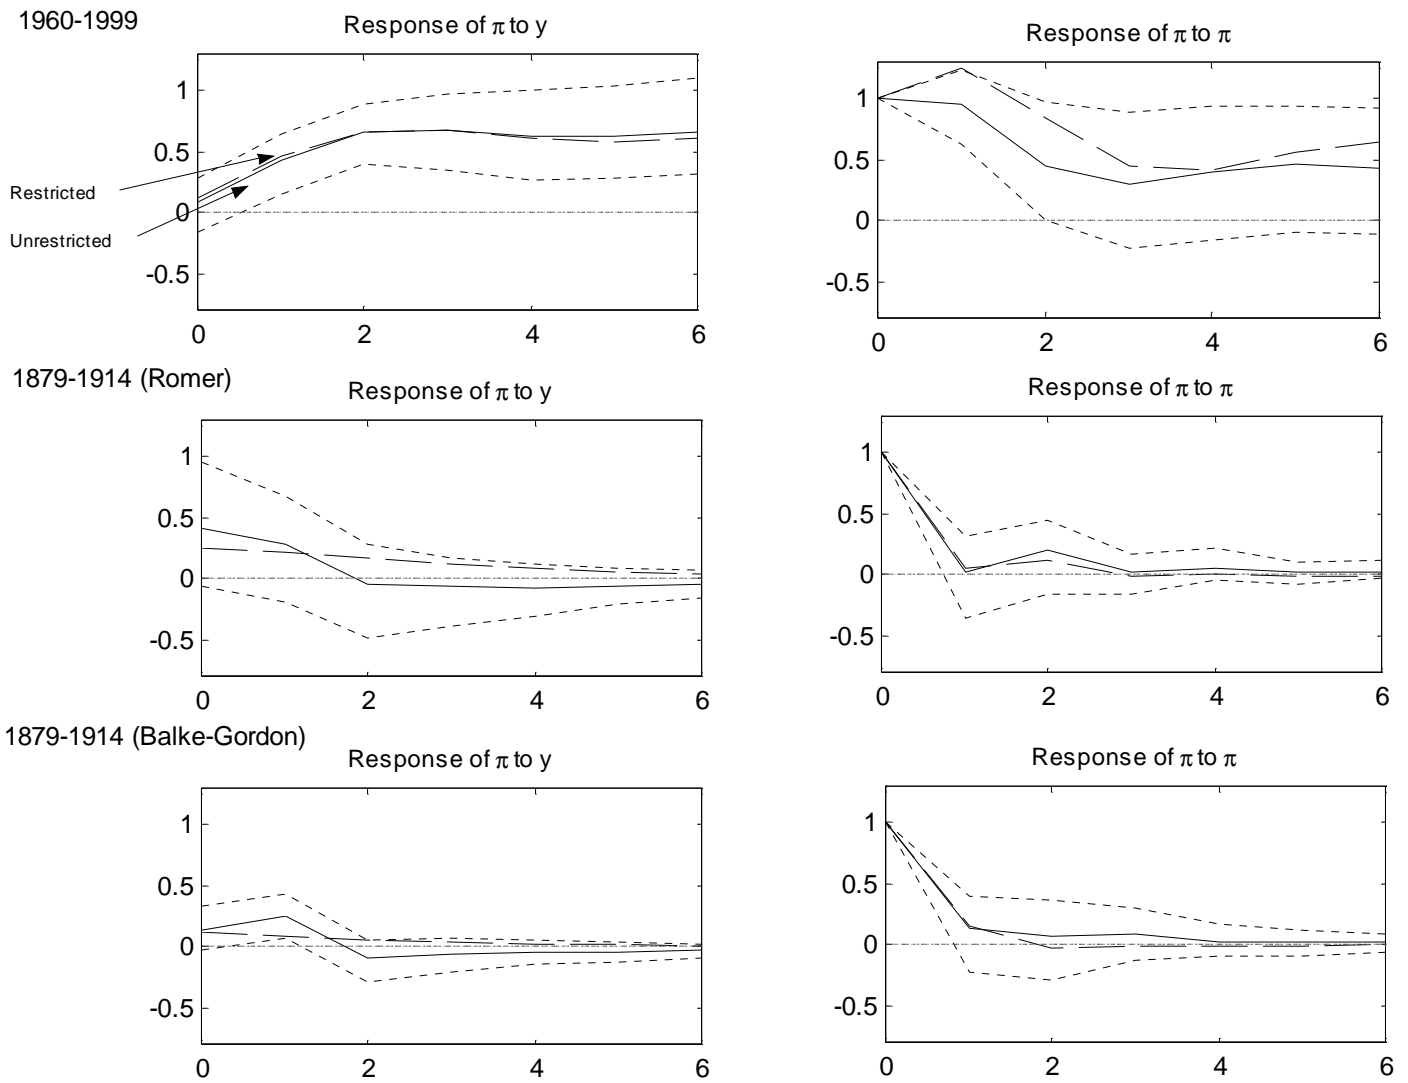 1960-1999
Response of π to y
Response of π to π
1
0.5
0
-0.5
Restricted
Unrestricted
0 2 4 6
1
0.5
0
-0.5
0 2 4 6
1879-1914 (Romer)
Response of π to y
Response of π to π
1
0.5
0
-0.5
0 2 4 6
1
0.5
0
-0.5
0 2 4 6
1879-1914 (Balke-Gordon)
Response of π to y
Response of π to π
1
0.5
0
-0.5
0 2 4 6
1
0.5
0
-0.5
0 2 4 6